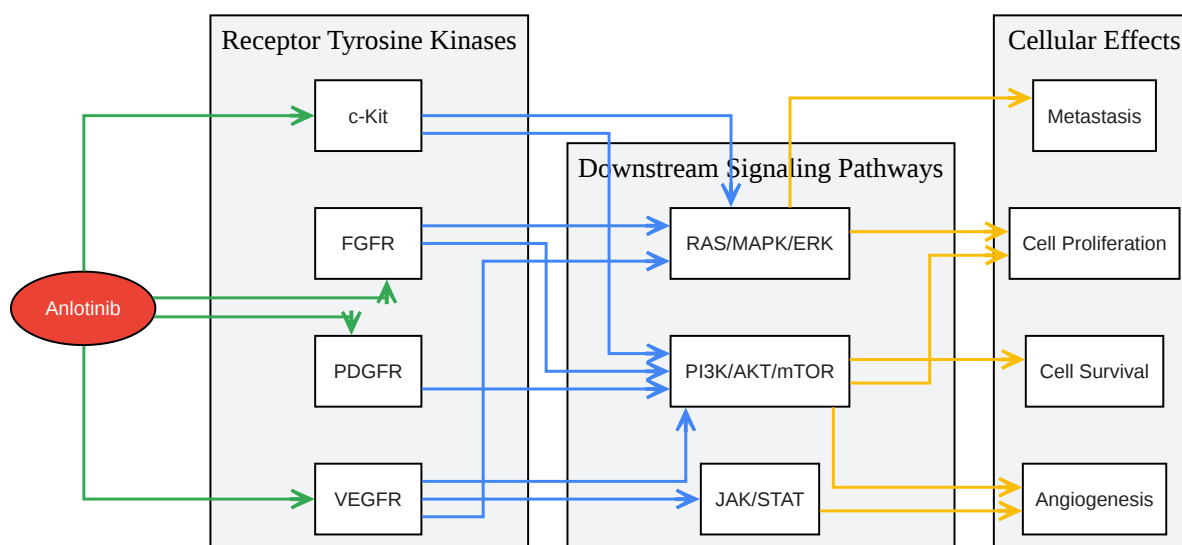 Receptor Tyrosine Kinases
Cellular Effects
c-Kit
Metastasis
Downstream Signaling Pathways
FGFR
RAS/MAPK/ERK
Cell Proliferation
Anlotinib
PDGFR
PI3K/AKT/mTOR
Cell Survival
VEGFR
JAK/STAT
Angiogenesis